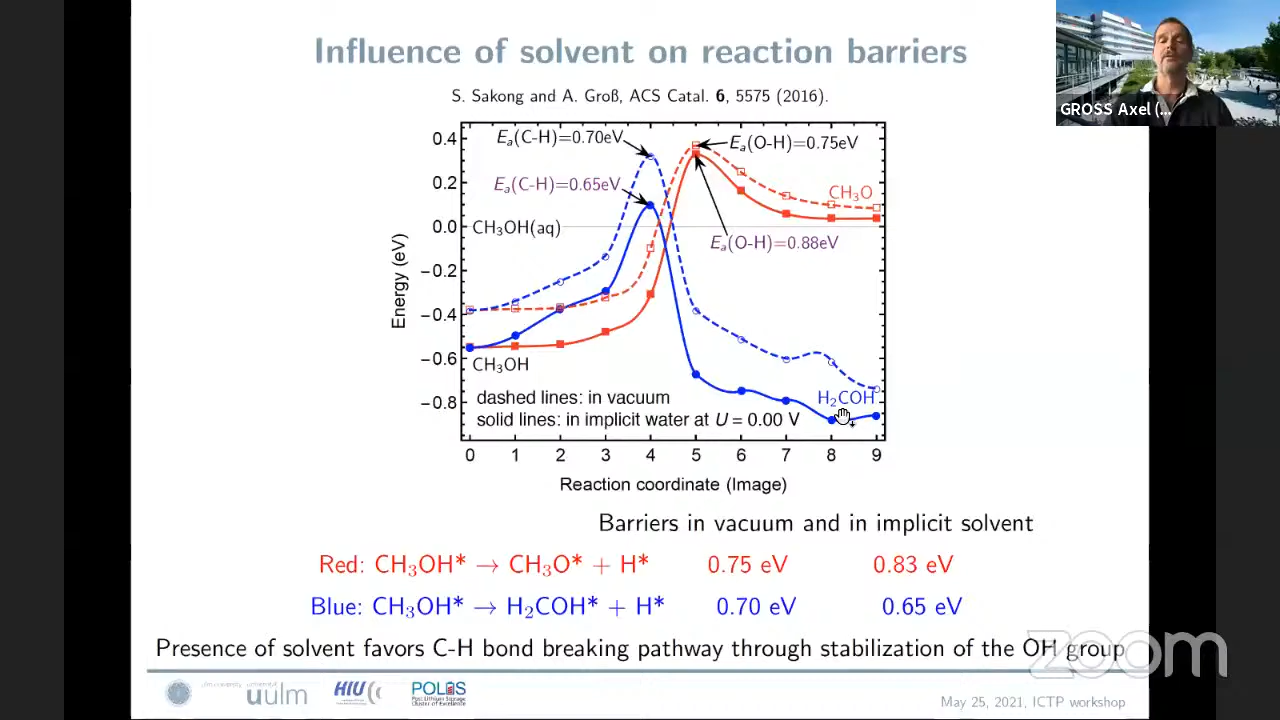 Influence of solvent on reaction barriers
S. Sakong and A. Groß, ACS Catal. 6, 5575 (2016).
GROSS Axel (...
Eₐ(C-H)=0.70eV
Eₐ(O-H)=0.75eV
Eₐ(C-H)=0.65eV
CH₃O
CH₃OH(aq)
Eₐ(O-H)=0.88eV
CH₃OH
dashed lines: in vacuum
solid lines: in implicit water at U = 0.00 V
H₂COH
Energy (eV)
0.4
0.2
0.0
−0.2
−0.4
−0.6
−0.8
0 1 2 3 4 5 6 7 8 9
Reaction coordinate (Image)
Barriers in vacuum and in implicit solvent
Red: CH₃OH* → CH₃O* + H* 0.75 eV 0.83 eV
Blue: CH₃OH* → H₂COH* + H* 0.70 eV 0.65 eV
Presence of solvent favors C-H bond breaking pathway through stabilization of the OH group
zoom
uulm
HIU
POLiS
Post Lithium Storage
Cluster of Excellence
May 25, 2021, ICTP workshop